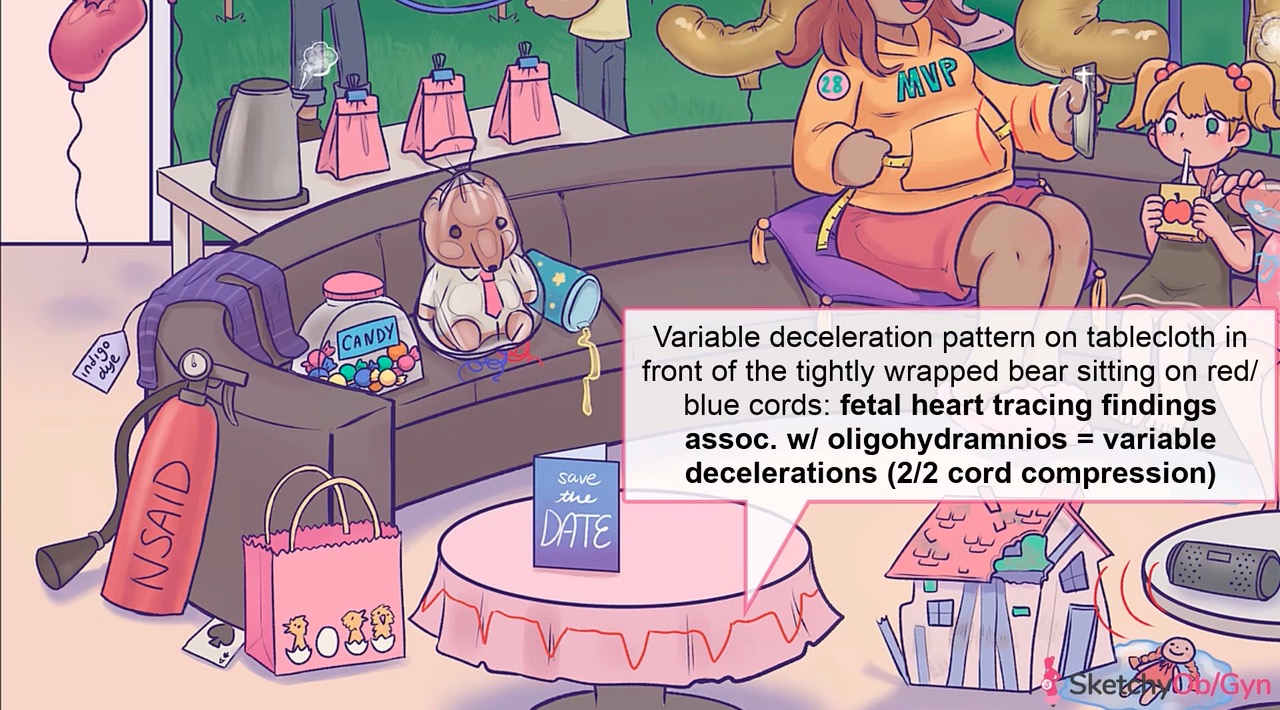 28
MVP
CANDY
indigo
dye
NSAID
save
the
DATE
Variable deceleration pattern on tablecloth in
front of the tightly wrapped bear sitting on red/
blue cords: fetal heart tracing findings
assoc. w/ oligohydramnios = variable
decelerations (2/2 cord compression)
A
SketchyOb/Gyn